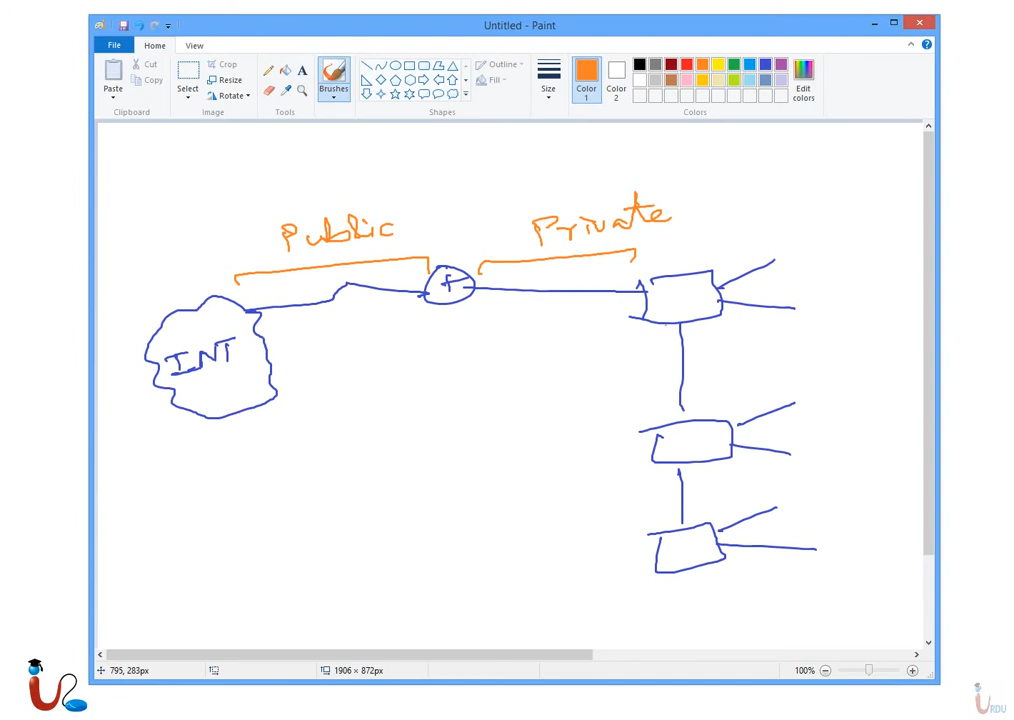 Untitled - Paint
File Home View
Cut
Copy
Paste
Clipboard
Crop
Resize
Rotate
Select
Image
Tools
Brushes
Outline
Fill
Shapes
Size
Color 1
Color 2
Edit colors
Colors
Public
Private
INT
795, 283px
1906 × 872px
100%
URDU